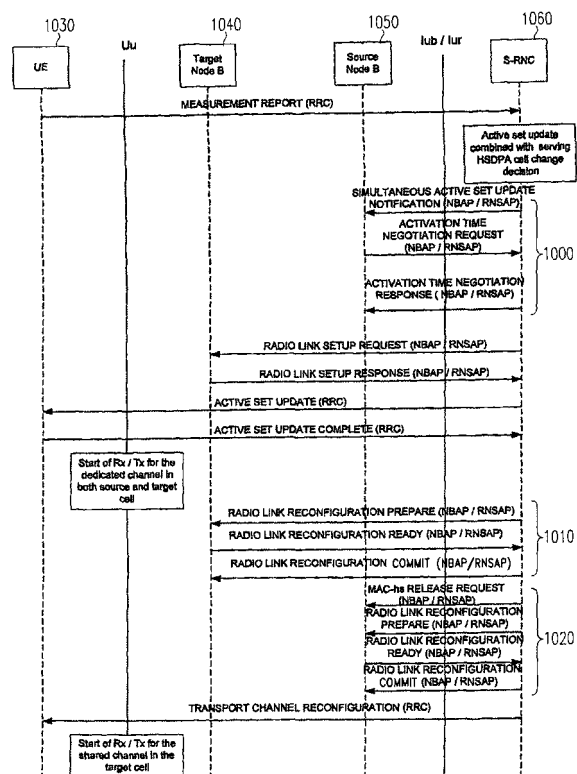 1030
1040
1050
1060
UE
Uu
Target
Node B
Source
Node B
Iub / Iur
S-RNC
MEASUREMENT REPORT (RRC)
Active set update
combined with serving
HSDPA cell change
decision
SIMULTANEOUS ACTIVE SET UPDATE
NOTIFICATION (NBAP / RNSAP)
ACTIVATION TIME
NEGOTIATION REQUEST
(NBAP / RNSAP)
1000
ACTIVATION TIME NEGOTIATION
RESPONSE ( NBAP / RNSAP)
RADIO LINK SETUP REQUEST (NBAP / RNSAP)
RADIO LINK SETUP RESPONSE (NBAP / RNSAP)
ACTIVE SET UPDATE (RRC)
ACTIVE SET UPDATE COMPLETE (RRC)
Start of Rx / Tx for the
dedicated channel in
both source and target
cell
RADIO LINK RECONFIGURATION PREPARE (NBAP / RNSAP)
RADIO LINK RECONFIGURATION READY (NBAP / RNSAP)
1010
RADIO LINK RECONFIGURATION COMMIT (NBAP/RNSAP)
MAC-hs RELEASE REQUEST
(NBAP / RNSAP)
RADIO LINK RECONFIGURATION
PREPARE (NBAP / RNSAP)
1020
RADIO LINK RECONFIGURATION
READY (NBAP / RNSAP)
RADIO LINK RECONFIGURATION
COMMIT (NBAP / RNSAP)
TRANSPORT CHANNEL RECONFIGURATION (RRC)
Start of Rx / Tx for the
shared channel in the
target cell